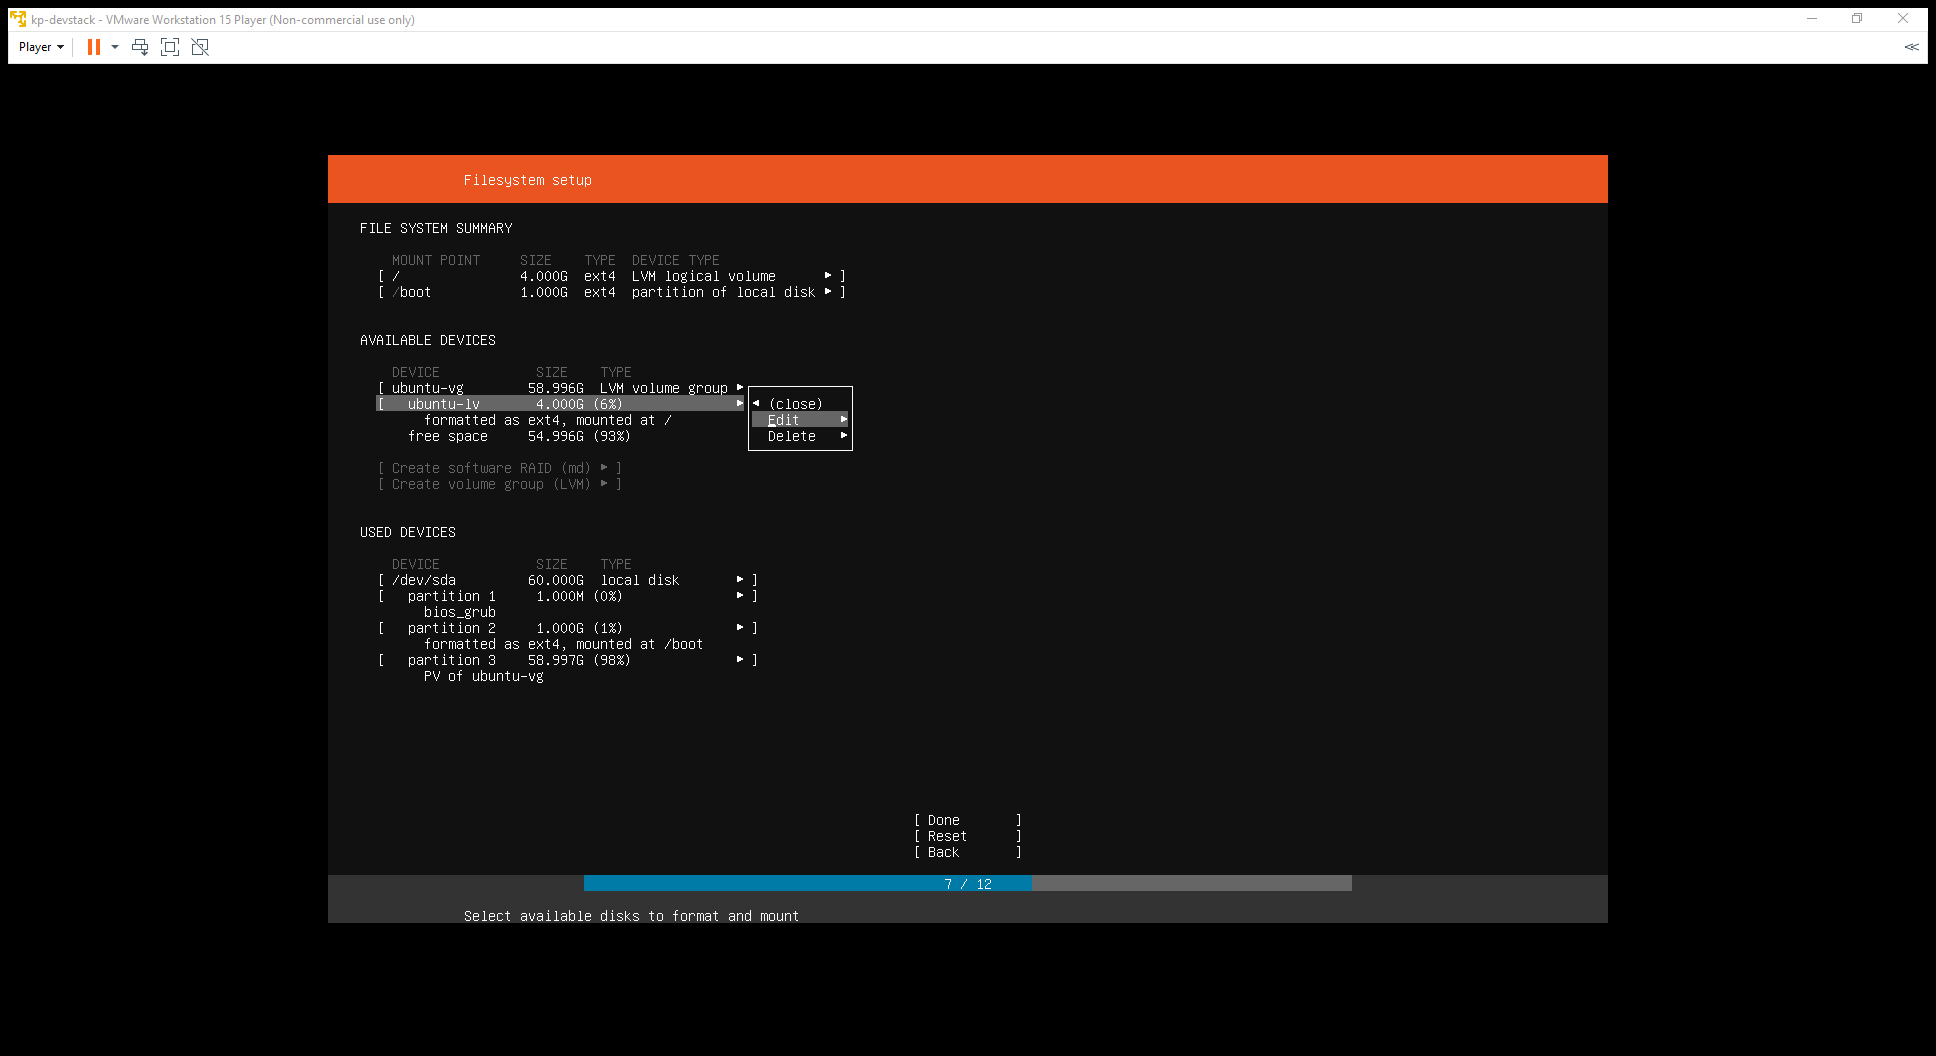 kp-devstack - VMware Workstation 15 Player (Non-commercial use only)
Player
Filesystem setup
FILE SYSTEM SUMMARY
MOUNT POINT     SIZE    TYPE  DEVICE TYPE
[ /               4.000G  ext4  LVM logical volume      ▸ ]
[ /boot           1.000G  ext4  partition of local disk ▸ ]
AVAILABLE DEVICES
DEVICE            SIZE    TYPE
[ ubuntu-vg        58.996G  LVM volume group ▸
[   ubuntu-lv       4.000G (6%)              ▸ ◂ (close)
formatted as ext4, mounted at /          Edit     ▸
free space     54.996G (93%)             Delete   ▸
[ Create software RAID (md) ▸ ]
[ Create volume group (LVM) ▸ ]
USED DEVICES
DEVICE            SIZE    TYPE
[ /dev/sda         60.000G  local disk       ▸ ]
[   partition 1     1.000M (0%)              ▸ ]
bios_grub
[   partition 2     1.000G (1%)              ▸ ]
formatted as ext4, mounted at /boot
[   partition 3    58.997G (98%)             ▸ ]
PV of ubuntu-vg
[ Done       ]
[ Reset      ]
[ Back       ]
7 / 12
Select available disks to format and mount